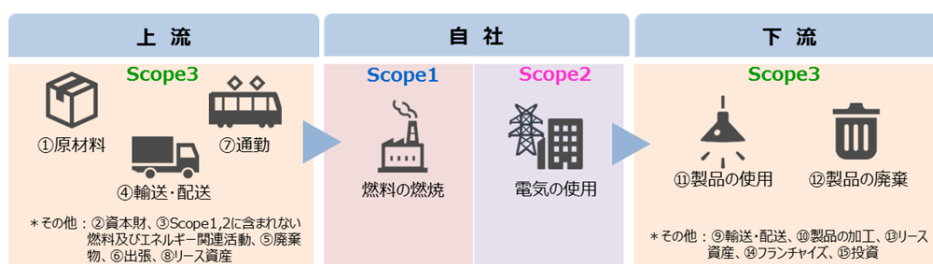 上 流
自 社
下 流
Scope3
①原材料
⑦通勤
④輸送・配送
＊その他：②資本財、③Scope1,2に含まれない
燃料及びエネルギー関連活動、⑤廃棄
物、⑥出張、⑧リース資産
Scope1
燃料の燃焼
Scope2
電気の使用
Scope3
⑪製品の使用
⑫製品の廃棄
＊その他：⑨輸送・配送、⑩製品の加工、⑬リース
資産、⑭フランチャイズ、⑮投資